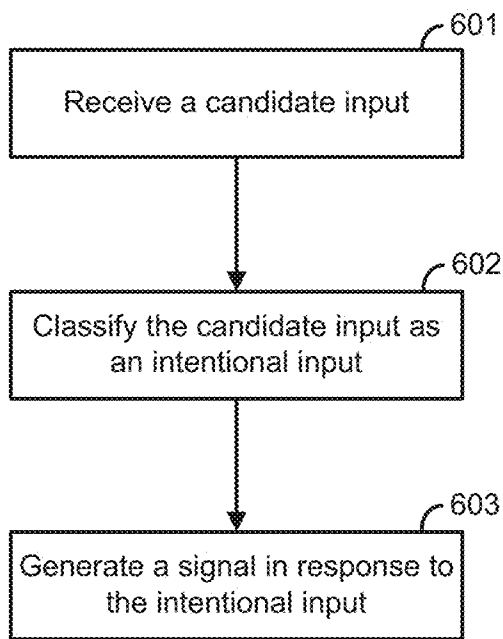 601
Receive a candidate input
602
Classify the candidate input as
an intentional input
603
Generate a signal in response to
the intentional input